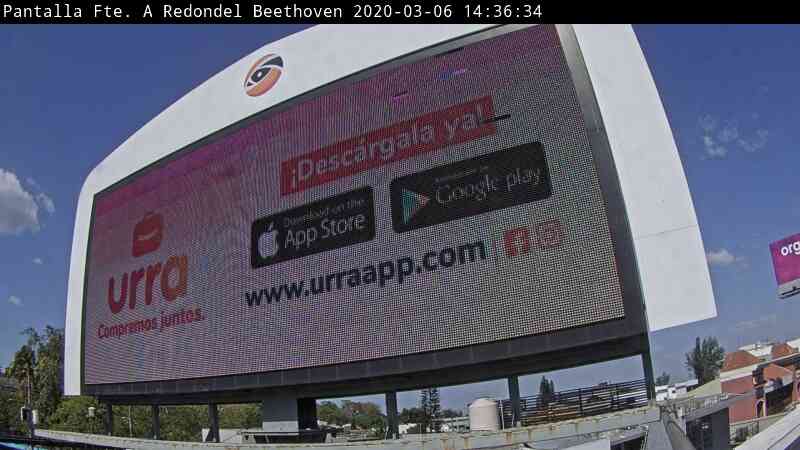 Pantalla Fte. A Redondel Beethoven 2020-03-06 14:36:34
¡Descárgala ya!
Download on the
App Store
Google play
urra
Compremos juntos.
www.urraapp.com
org